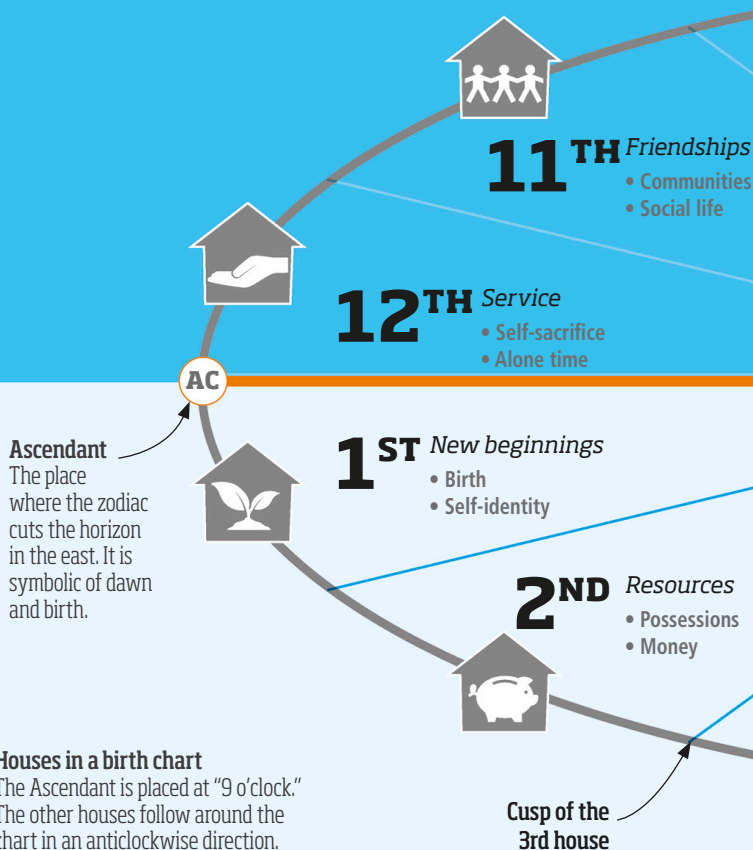 11TH Friendships
• Communities
• Social life
12TH Service
• Self-sacrifice
• Alone time
AC
Ascendant
The place
where the zodiac
cuts the horizon
in the east. It is
symbolic of dawn
and birth.
1ST New beginnings
• Birth
• Self-identity
2ND Resources
• Possessions
• Money
Houses in a birth chart
The Ascendant is placed at “9 o’clock.”
The other houses follow around the
chart in an anticlockwise direction.
Cusp of the
3rd house